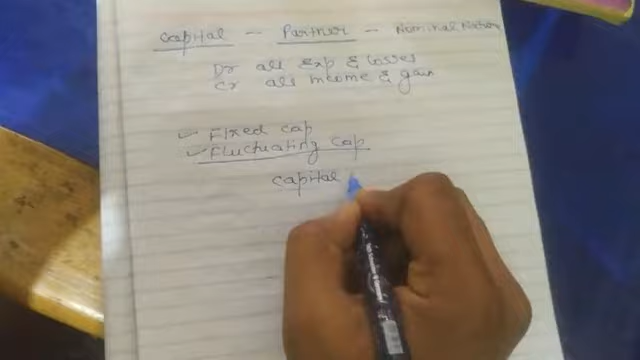 Capital - Partner - Nominal Nature
Dr all Exp & Losses
Cr all Income & gain
Fixed Cap
Fluctuating Cap
Capital